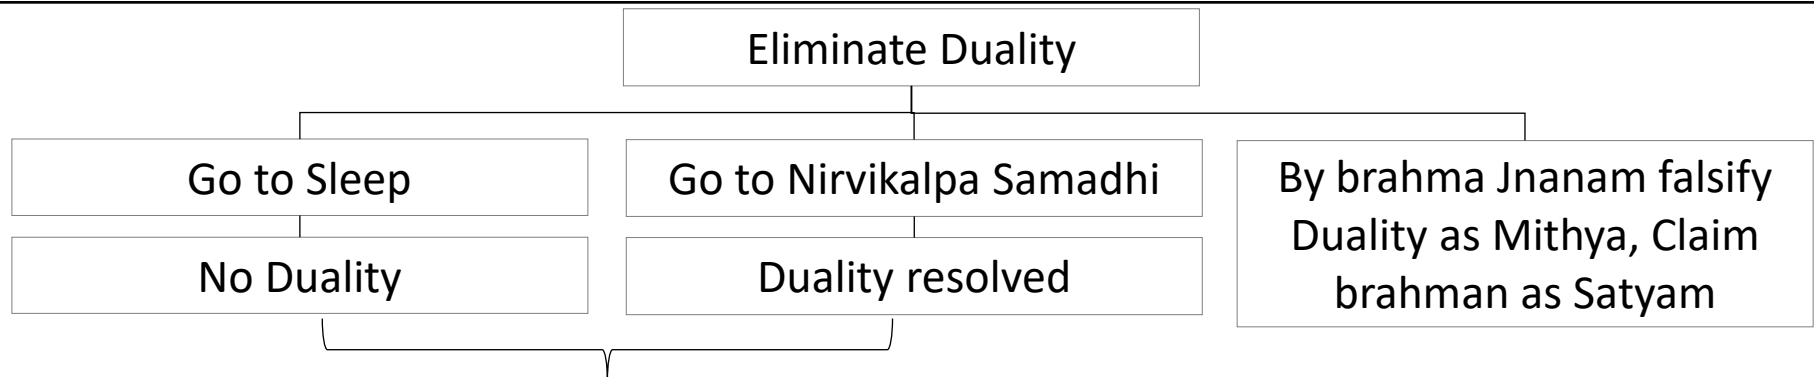 Eliminate Duality
Go to Sleep
Go to Nirvikalpa Samadhi
By brahma Jnanam falsify
Duality as Mithya, Claim
brahman as Satyam
No Duality
Duality resolved